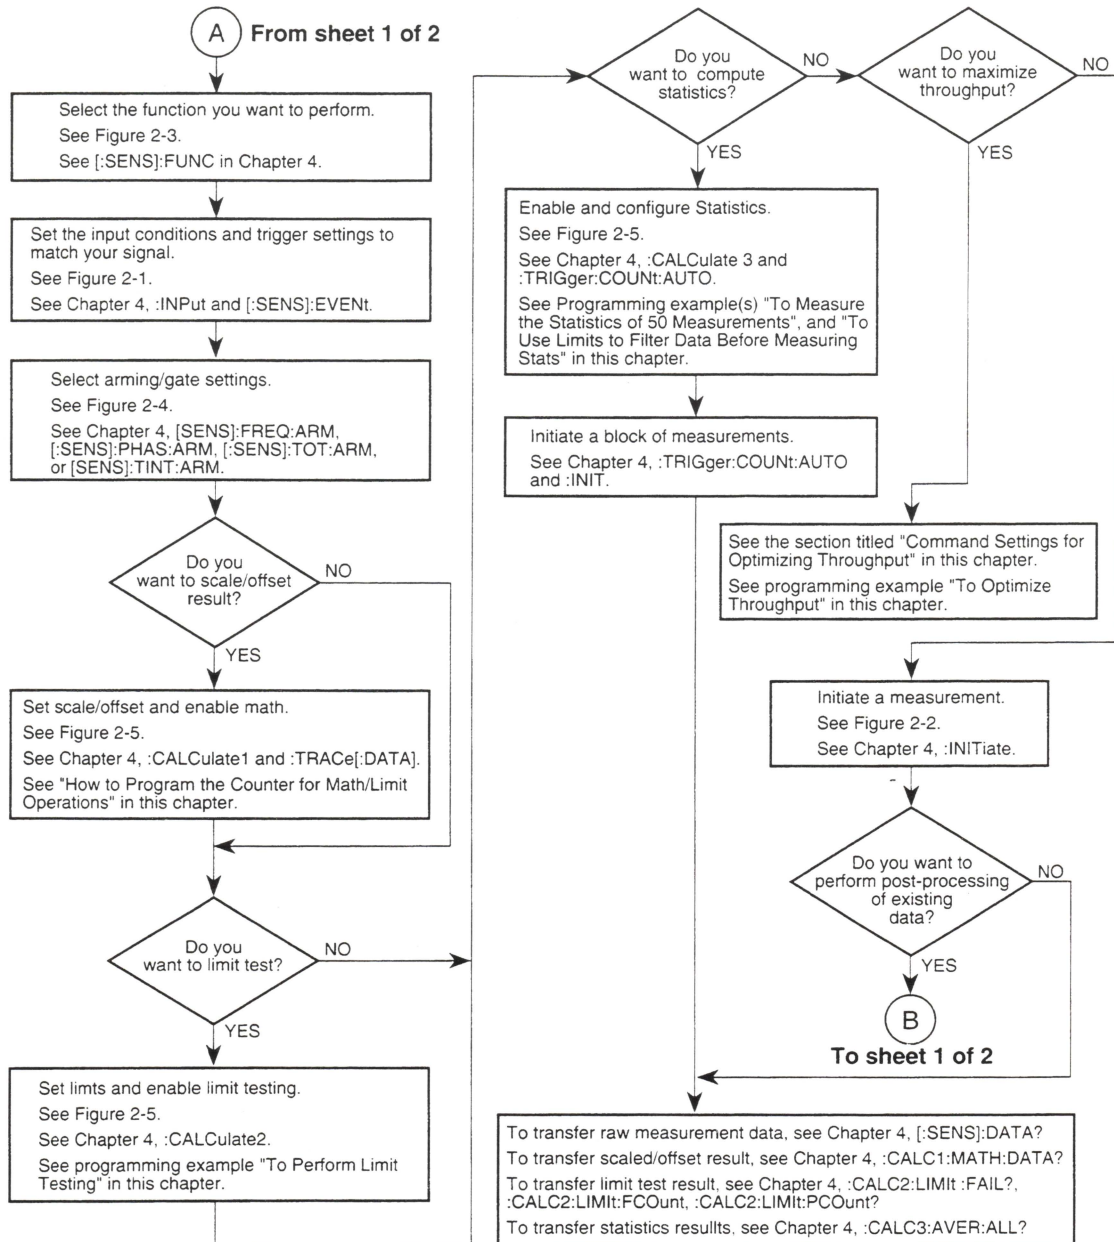 A From sheet 1 of 2
Select the function you want to perform.
See Figure 2-3.
See [:SENS]:FUNC in Chapter 4.
Set the input conditions and trigger settings to
match your signal.
See Figure 2-1.
See Chapter 4, :INPut and [:SENS]:EVENt.
Select arming/gate settings.
See Figure 2-4.
See Chapter 4, [SENS]:FREQ:ARM,
[:SENS]:PHAS:ARM, [:SENS]:TOT:ARM,
or [SENS]:TINT:ARM.
Do you
want to scale/offset
result?
NO
YES
Set scale/offset and enable math.
See Figure 2-5.
See Chapter 4, :CALCulate1 and :TRACe[:DATA].
See "How to Program the Counter for Math/Limit
Operations" in this chapter.
Do you
want to limit test?
NO
YES
Set limts and enable limit testing.
See Figure 2-5.
See Chapter 4, :CALCulate2.
See programming example "To Perform Limit
Testing" in this chapter.
Do you
want to compute
statistics?
NO
YES
Do you
want to maximize
throughput?
NO
YES
Enable and configure Statistics.
See Figure 2-5.
See Chapter 4, :CALCulate 3 and
:TRIGger:COUNt:AUTO.
See Programming example(s) "To Measure
the Statistics of 50 Measurements", and "To
Use Limits to Filter Data Before Measuring
Stats" in this chapter.
Initiate a block of measurements.
See Chapter 4, :TRIGger:COUNt:AUTO
and :INIT.
See the section titled "Command Settings for
Optimizing Throughput" in this chapter.
See programming example "To Optimize
Throughput" in this chapter.
Initiate a measurement.
See Figure 2-2.
See Chapter 4, :INITiate.
Do you want to
perform post-processing
of existing
data?
NO
YES
B
To sheet 1 of 2
To transfer raw measurement data, see Chapter 4, [:SENS]:DATA?
To transfer scaled/offset result, see Chapter 4, :CALC1:MATH:DATA?
To transfer limit test result, see Chapter 4, :CALC2:LIMIt :FAIL?,
:CALC2:LIMIt:FCOunt, :CALC2:LIMIt:PCOunt?
To transfer statistics resullts, see Chapter 4, :CALC3:AVER:ALL?